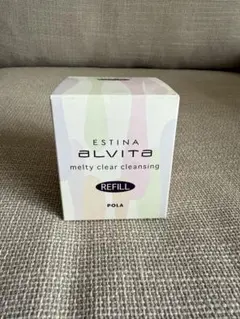 ESTINA
ALVITA
melty clear cleansing
REFILL
POLA